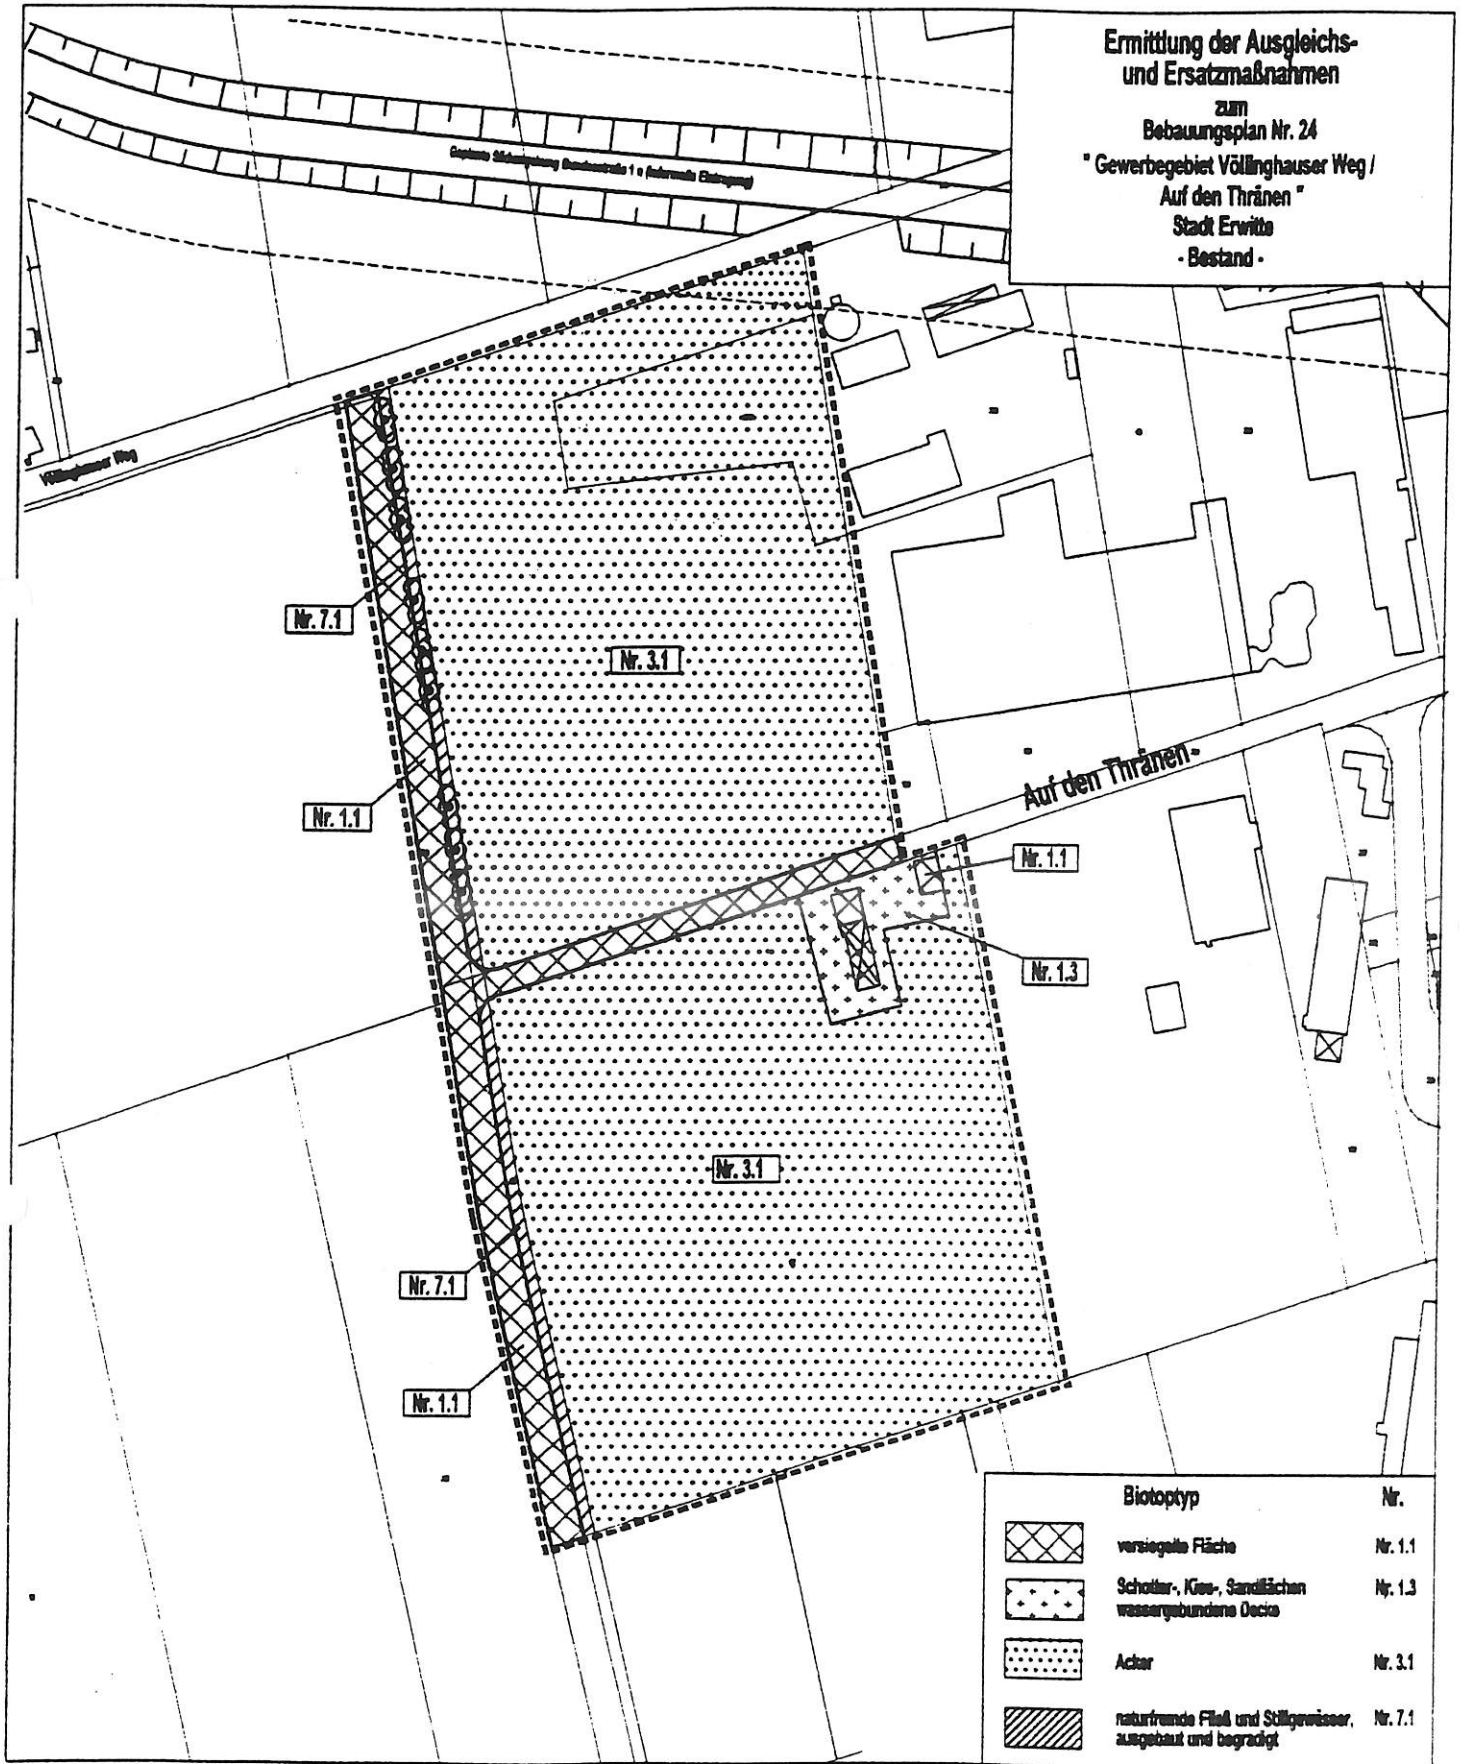 Ermittlung der Ausgleichs-
und Ersatzmaßnahmen
zum
Bebauungsplan Nr. 24
" Gewerbegebiet Völlinghauser Weg /
Auf den Thränen "
Stadt Erwitte
- Bestand -
Völlinghauser Weg
Nr. 7.1
Nr. 3.1
Nr. 1.1
Auf den Thränen
Nr. 1.1
Nr. 1.3
Nr. 3.1
Nr. 7.1
Nr. 1.1
Biotoptyp Nr.
versiegelte Fläche Nr. 1.1
Schotter-, Kies-, Sandflächen Nr. 1.3
wassergebundene Decke
Acker Nr. 3.1
naturfremde Fließ und Stillgewässer, Nr. 7.1
ausgebaut und begradigt